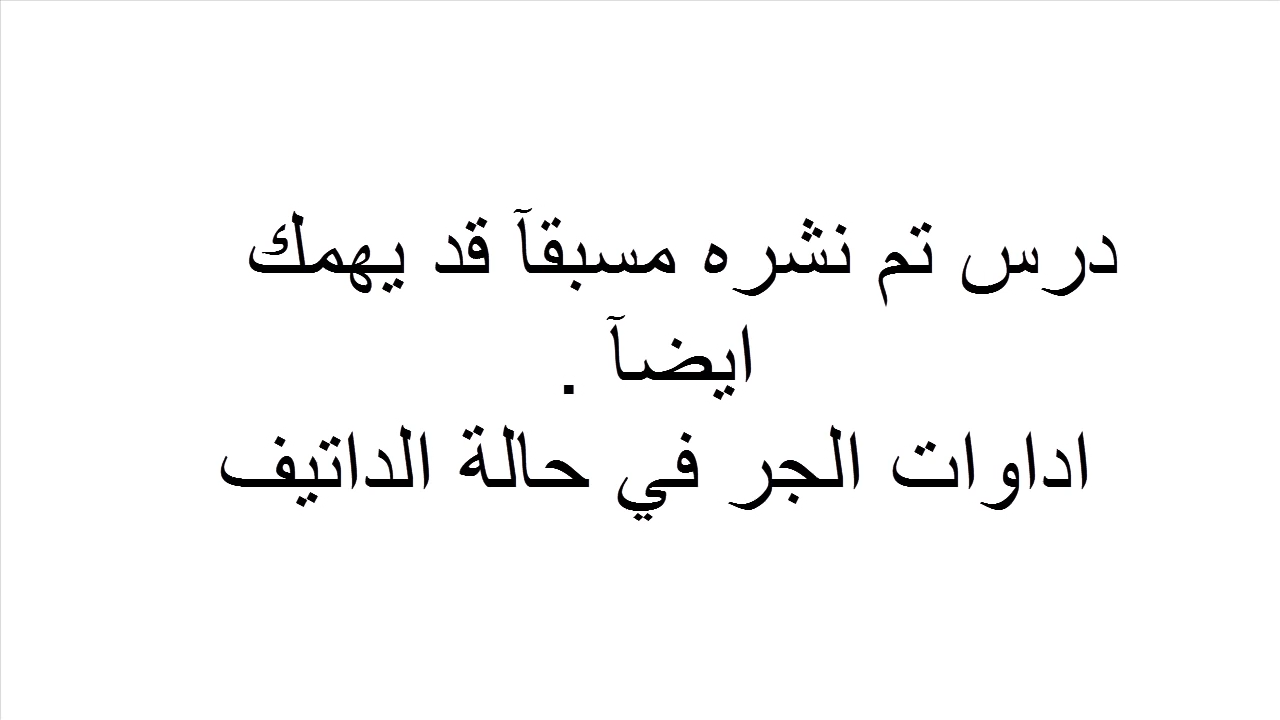 درس تم نشره مسبقآ قد يهمك
ايضآ .
اداوات الجر في حالة الداتيف